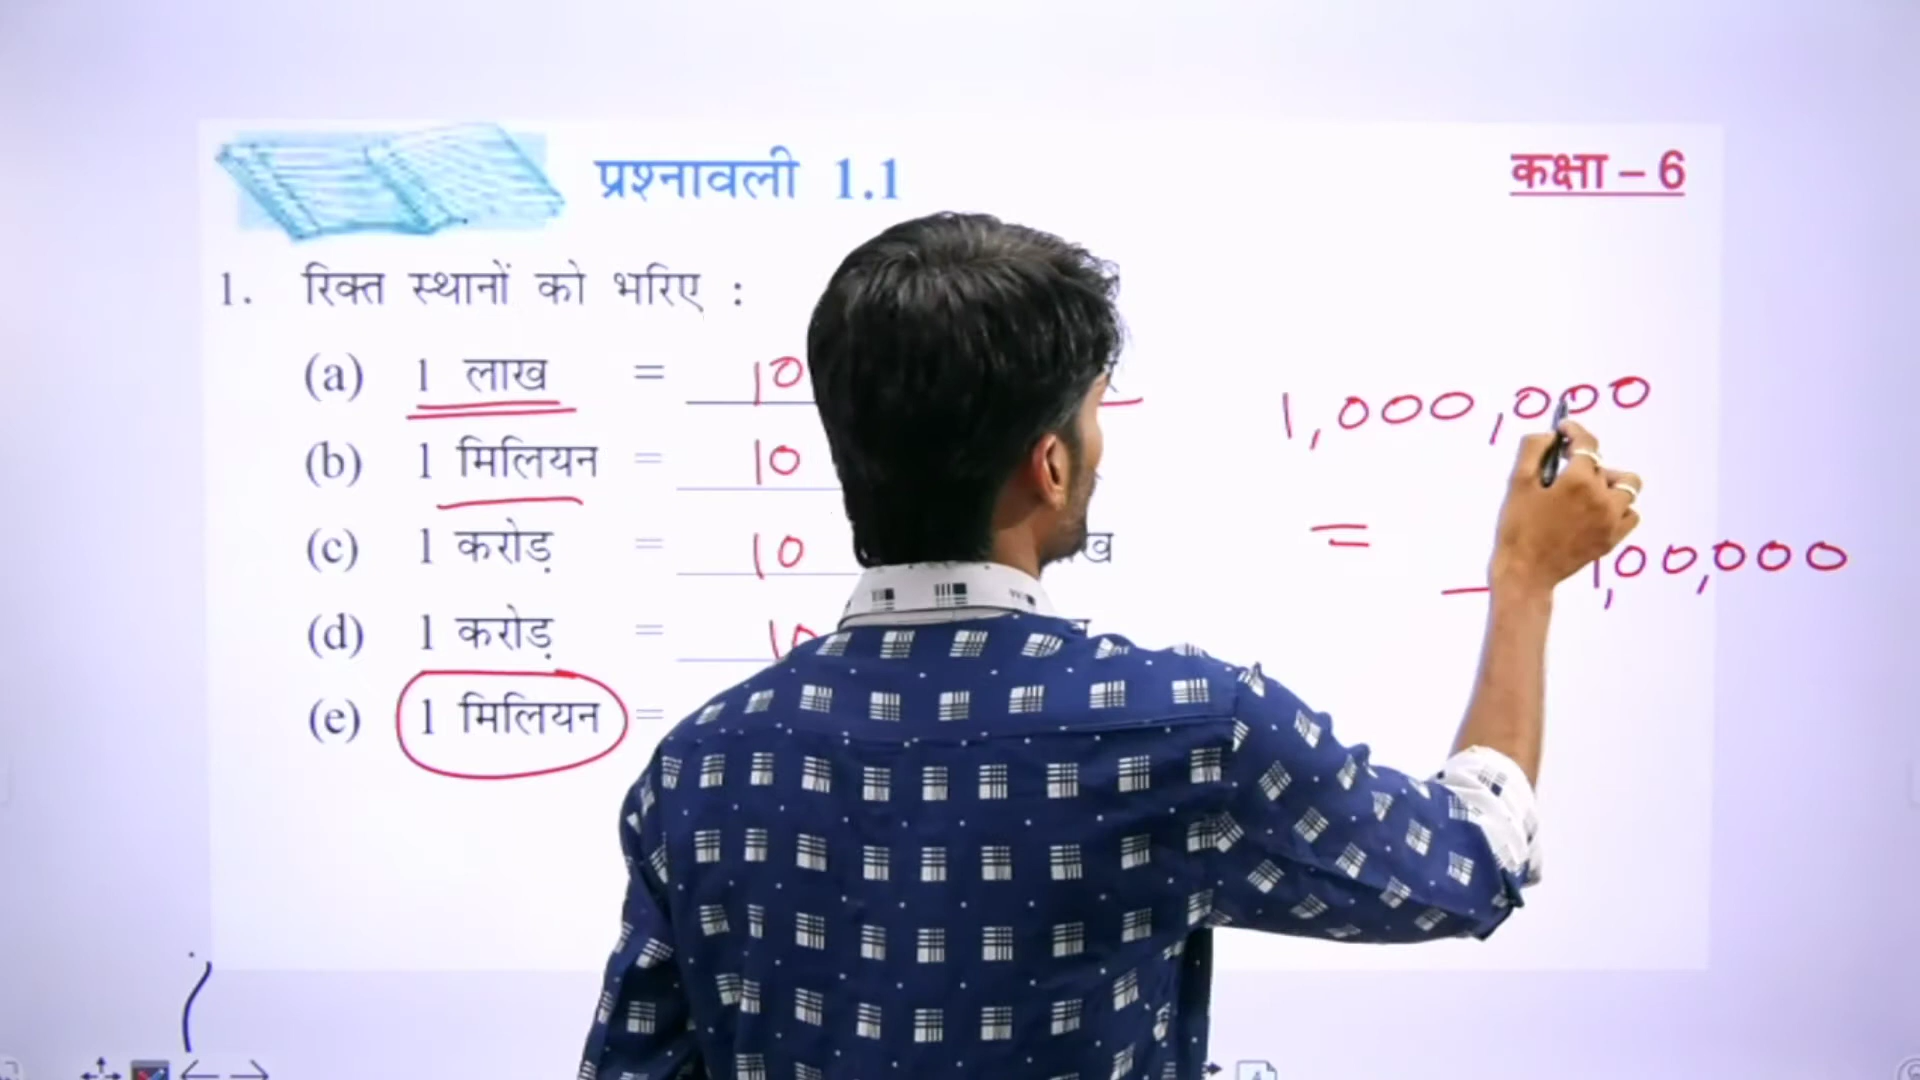 प्रश्नावली 1.1
कक्षा – 6
1. रिक्त स्थानों को भरिए :
(a) 1 लाख = 10
(b) 1 मिलियन = 10
(c) 1 करोड़ = 10
(d) 1 करोड़ = 10
(e) 1 मिलियन =
1,000,000
=
1,00,000